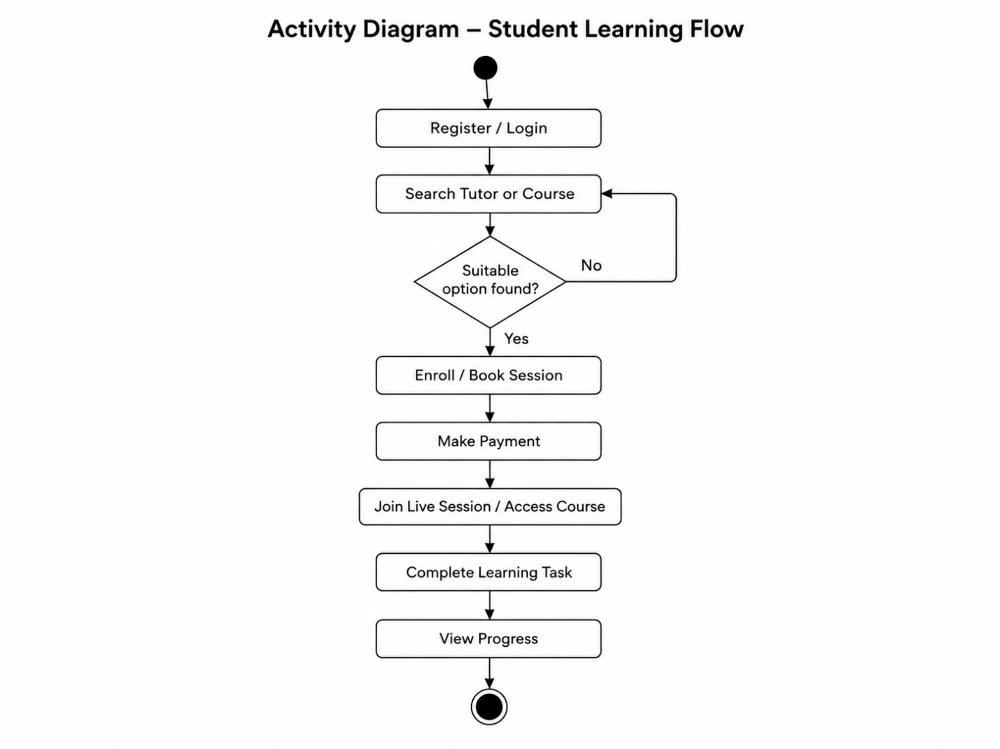 Activity Diagram – Student Learning Flow
Register / Login
Search Tutor or Course
Suitable
option found?
No
Yes
Enroll / Book Session
Make Payment
Join Live Session / Access Course
Complete Learning Task
View Progress